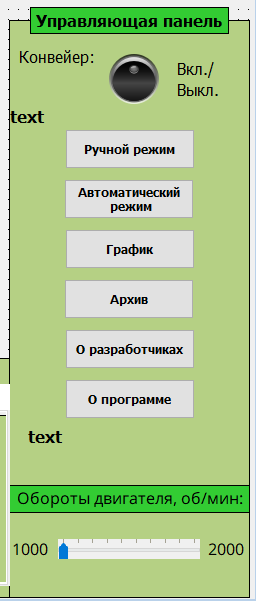 Управляющая панель
Конвейер:
Вкл./
Выкл.
text
Ручной режим
Автоматический
режим
График
Архив
О разработчиках
О программе
text
Обороты двигателя, об/мин:
1000 2000